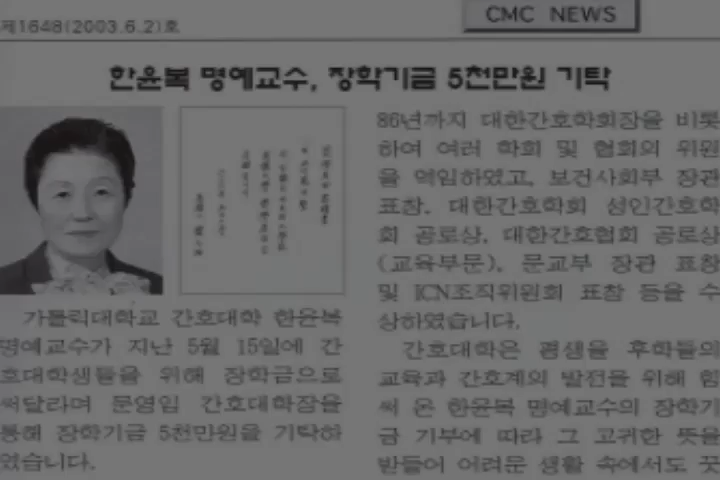 제1648(2003.6.2)호
CMC NEWS
한윤복 명예교수, 장학기금 5천만원 기탁
가톨릭대학교 간호대학 한윤복
명예교수가 지난 5월 15일에 간
호대학생들을 위해 장학금으로
써달라며 문영임 간호대학장을
통해 장학기금 5천만원을 기탁하
였습니다.
86년까지 대한간호학회장을 비롯
하여 여러 학회 및 협회의 위원
을 역임하였고, 보건사회부 장관
표창, 대한간호학회 성인간호학
회 공로상, 대한간호협회 공로상
(교육부문), 문교부 장관 표창
및 ICN조직위원회 표창 등을 수
상하였습니다.
간호대학은 평생을 후학들의
교육과 간호계의 발전을 위해 힘
써 온 한윤복 명예교수의 장학기
금 기부에 따라 그 고귀한 뜻을
받들어 어려운 생활 속에서도 꿋